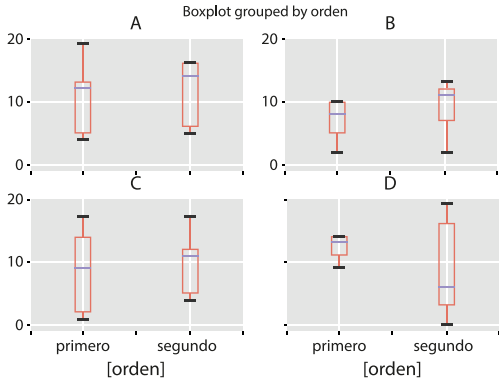 Boxplot grouped by orden
A
B
20
10
0
20
10
0
C
D
20
10
0
primero
segundo
primero
segundo
[orden]
[orden]